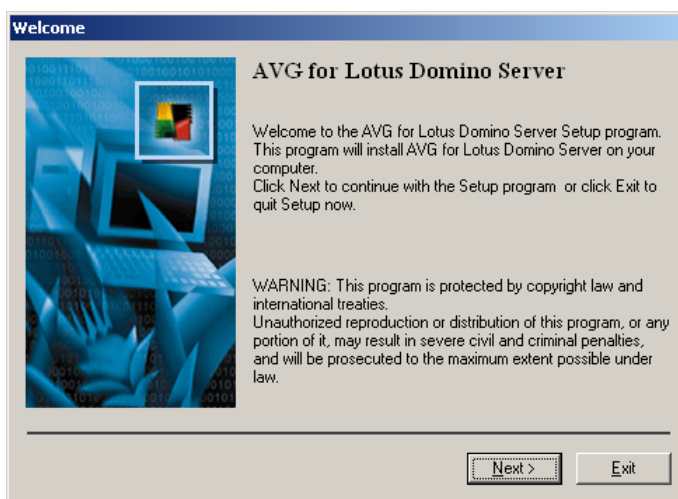 Welcome
AVG for Lotus Domino Server
Welcome to the AVG for Lotus Domino Server Setup program.
This program will install AVG for Lotus Domino Server on your
computer.
Click Next to continue with the Setup program or click Exit to
quit Setup now.
WARNING: This program is protected by copyright law and
international treaties.
Unauthorized reproduction or distribution of this program, or any
portion of it, may result in severe civil and criminal penalties,
and will be prosecuted to the maximum extent possible under
law.
Next >
Exit